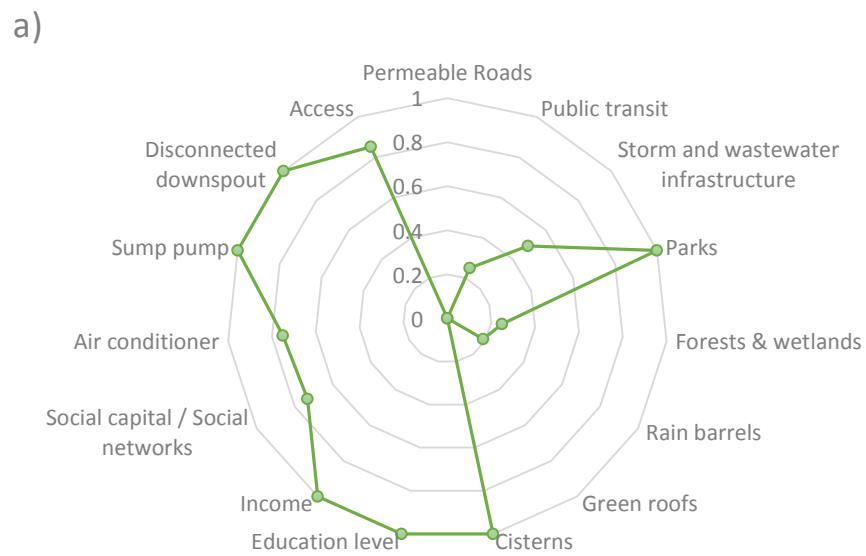 a)
Permeable Roads
Public transit
Storm and wastewater
infrastructure
Parks
Forests & wetlands
Rain barrels
Green roofs
Cisterns
Education level
Income
Social capital / Social
networks
Air conditioner
Sump pump
Disconnected
downspout
Access
1
0.8
0.6
0.4
0.2
0